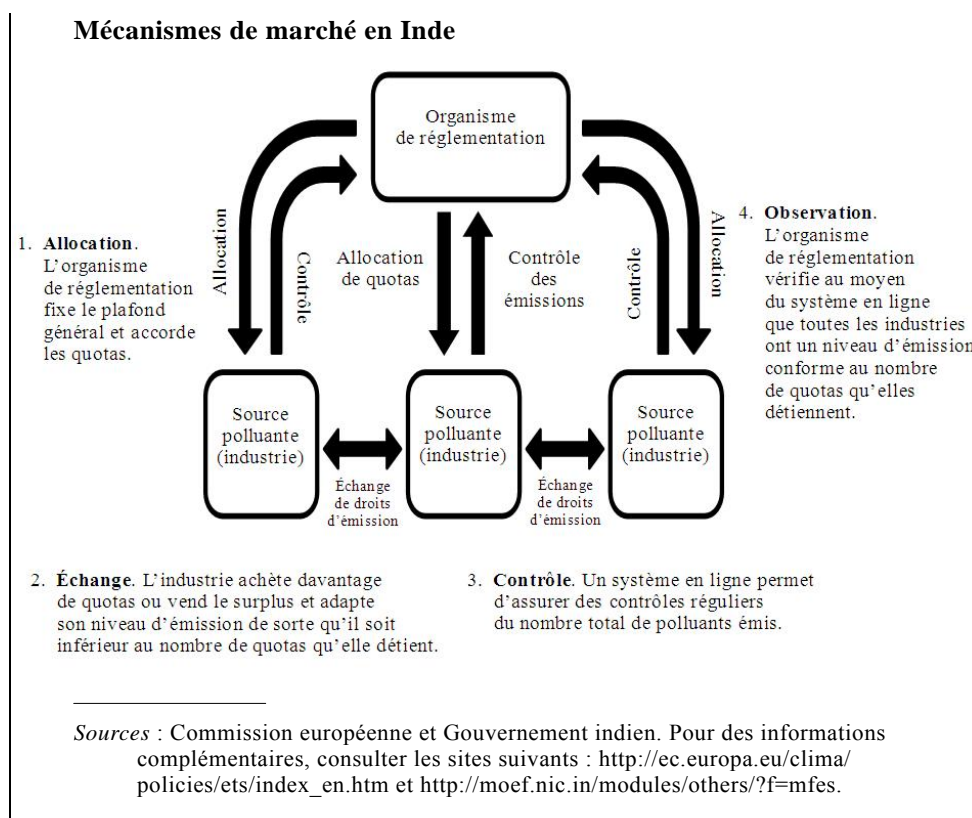 Mécanismes de marché en Inde
Organisme
de réglementation
Allocation
Contrôle
Allocation
de quotas
Contrôle
des
émissions
Contrôle
Allocation
1. Allocation.
L'organisme
de réglementation
fixe le plafond
général et accorde
les quotas.
4. Observation.
L'organisme
de réglementation
vérifie au moyen
du système en ligne
que toutes les industries
ont un niveau d'émission
conforme au nombre
de quotas qu'elles
détiennent.
Source
polluante
(industrie)
Échange
de droits
d'émission
Source
polluante
(industrie)
Échange
de droits
d'émission
Source
polluante
(industrie)
2. Échange. L'industrie achète davantage
de quotas ou vend le surplus et adapte
son niveau d'émission de sorte qu'il soit
inférieur au nombre de quotas qu'elle détient.
3. Contrôle. Un système en ligne permet
d'assurer des contrôles réguliers
du nombre total de polluants émis.
Sources : Commission européenne et Gouvernement indien. Pour des informations
complémentaires, consulter les sites suivants : http://ec.europa.eu/clima/
policies/ets/index_en.htm et http://moef.nic.in/modules/others/?f=mfes.